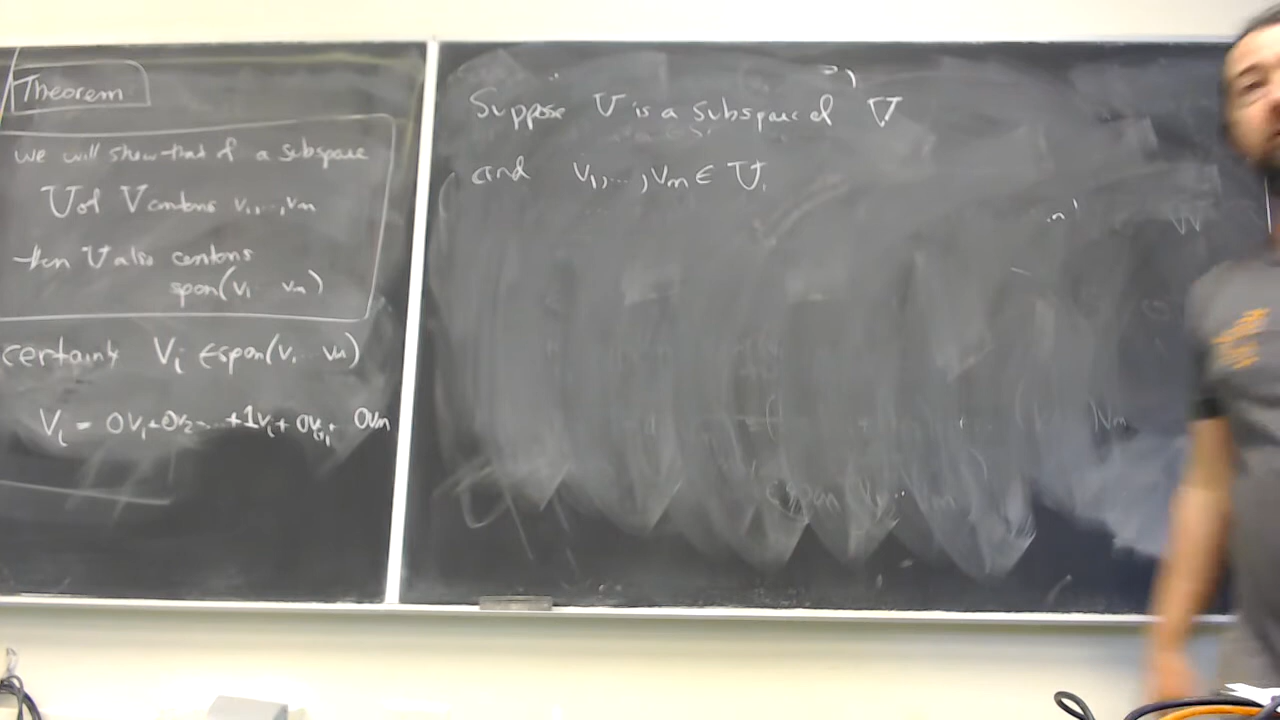 Theorem
we will show that if a subspace
U of V contains v₁,...,vₘ
then U also contains
span(v₁ vₘ)
certainly Vᵢ ∈ span(v₁ ... vₘ)
Vᵢ = 0v₁+0v₂...+1vᵢ+0vᵢ₊₁+ 0vₘ
Suppose U is a subspace of V
and v₁,...,vₘ ∈ U.